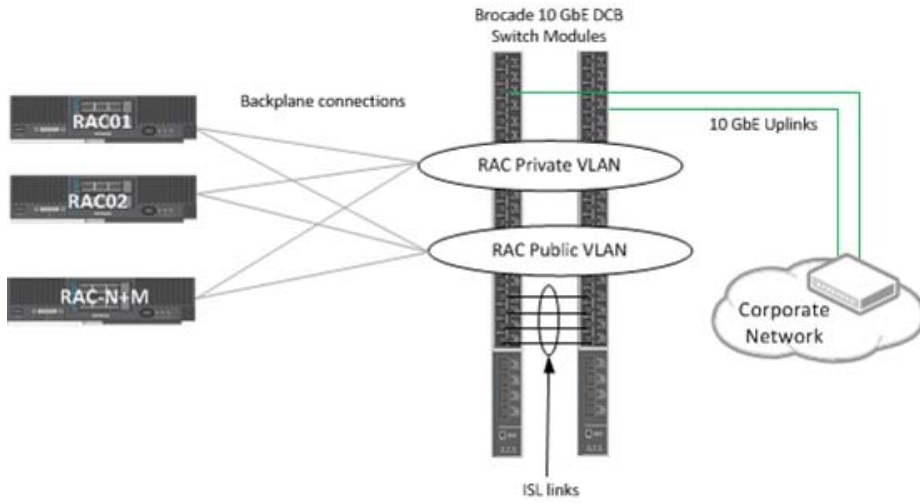 Brocade 10 GbE DCB
Switch Modules
RAC01
Backplane connections
10 GbE Uplinks
RAC Private VLAN
RAC02
RAC Public VLAN
RAC-N+M
Corporate
Network
ISL links